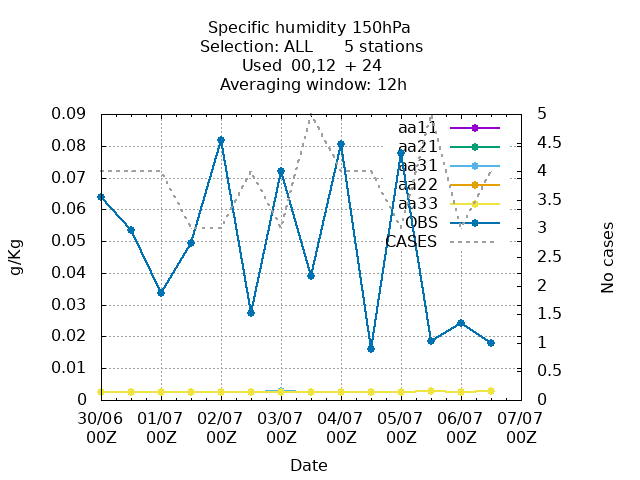 Specific humidity 150hPa
Selection: ALL      5 stations
Used  00,12  + 24
Averaging window: 12h
0.09
0.08
0.07
0.06
0.05
0.04
0.03
0.02
0.01
0
g/Kg
5
4.5
4
3.5
3
2.5
2
1.5
1
0.5
0
No cases
aa11
aa21
aa31
aa22
aa33
OBS
CASES
30/06 01/07 02/07 03/07 04/07 05/07 06/07 07/07
00Z 00Z 00Z 00Z 00Z 00Z 00Z 00Z
Date